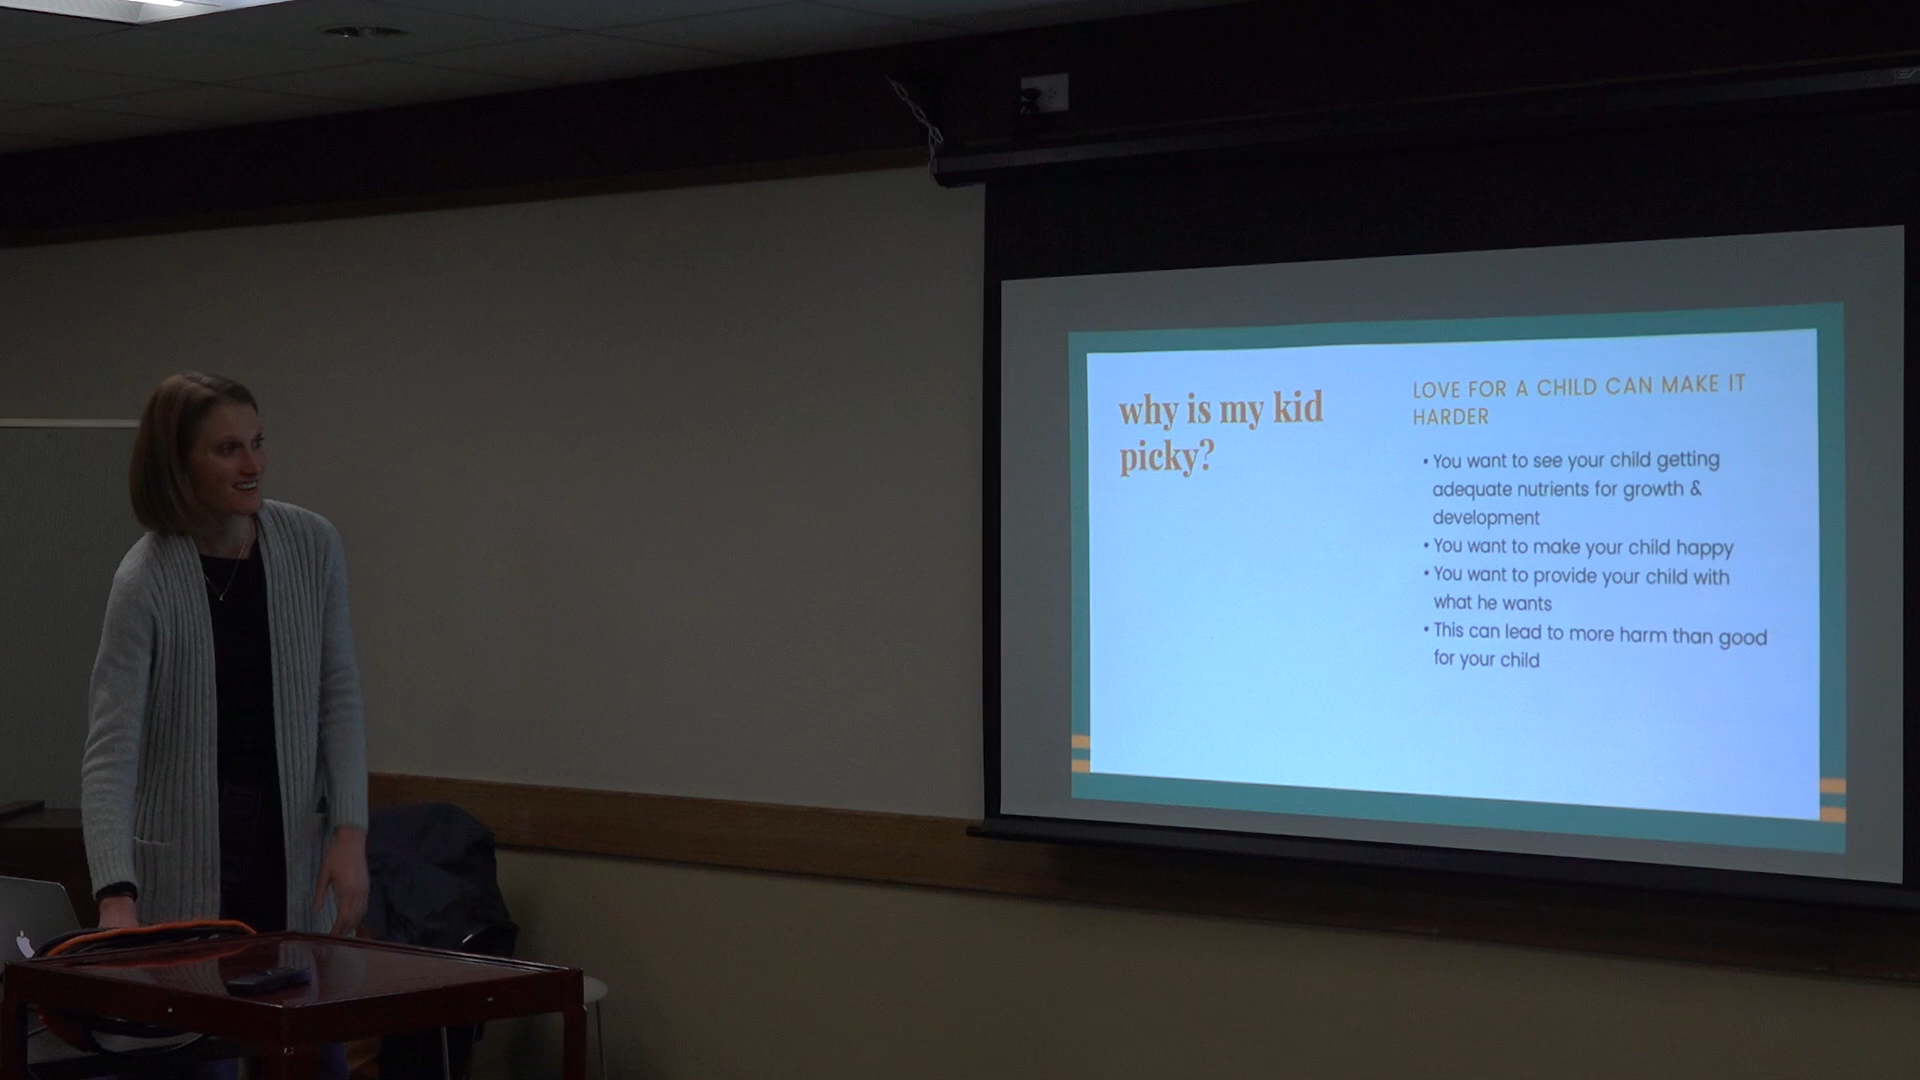 why is my kid
picky?
LOVE FOR A CHILD CAN MAKE IT
HARDER
• You want to see your child getting
adequate nutrients for growth &
development
• You want to make your child happy
• You want to provide your child with
what he wants
• This can lead to more harm than good
for your child